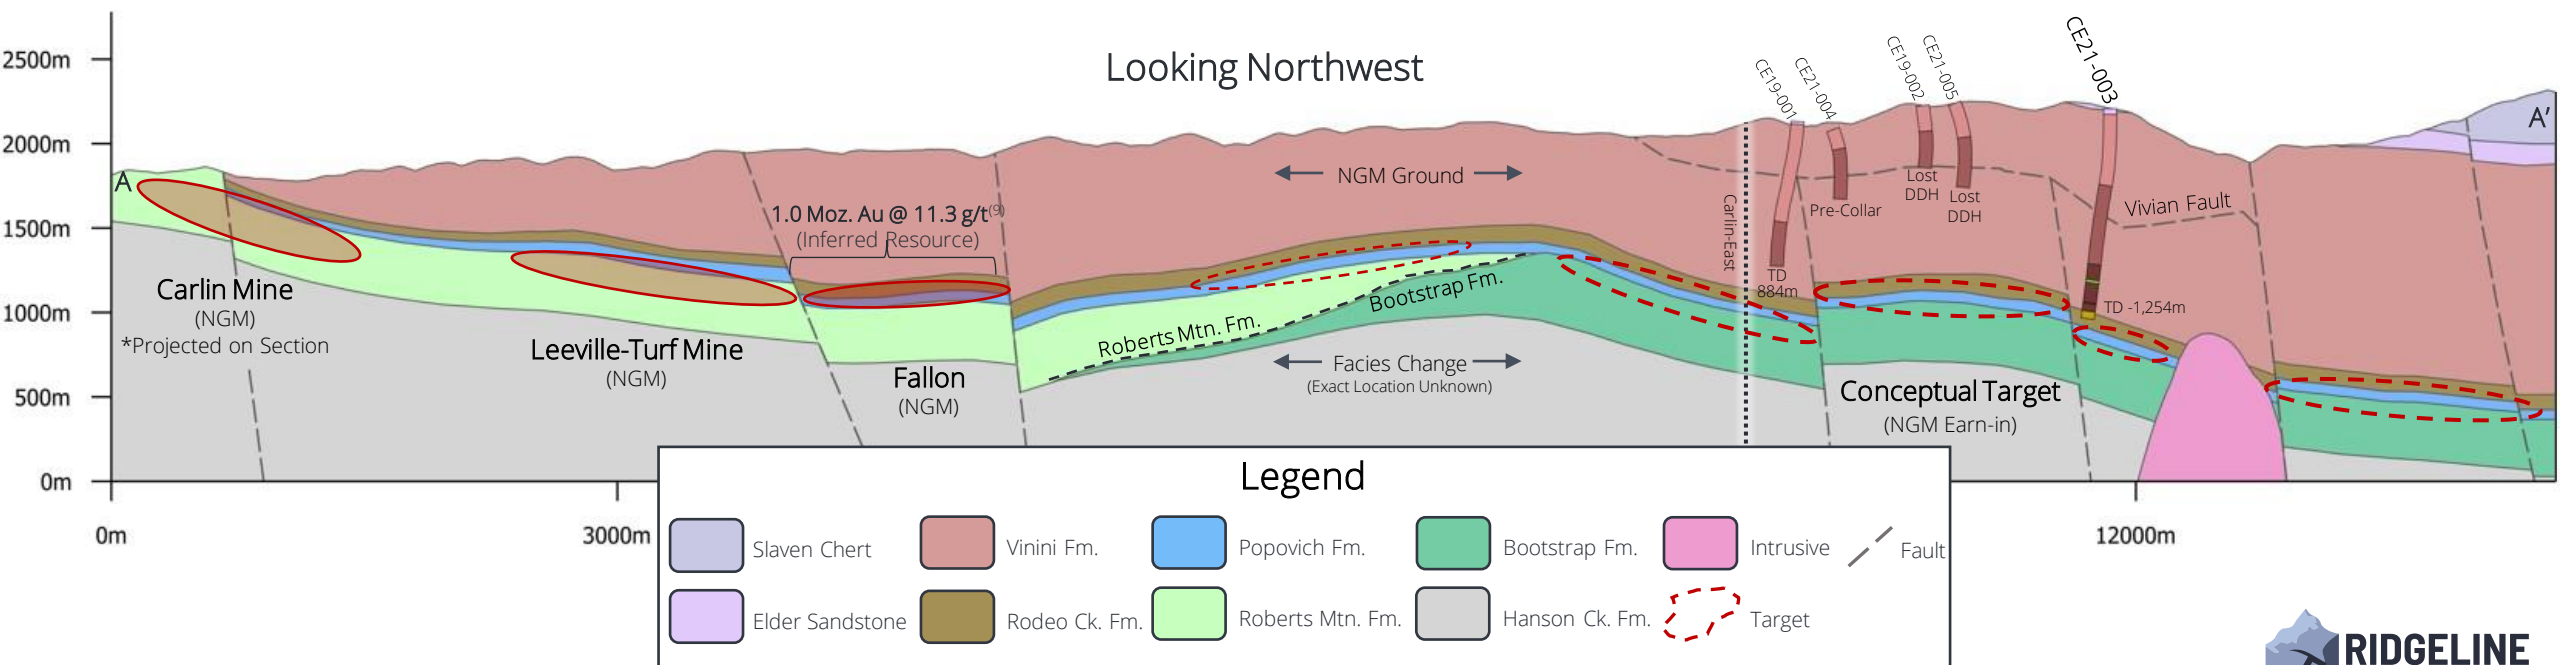 Looking Northwest
2500m
2000m
1500m
1000m
500m
0m
0m
3000m
12000m
A
A'
CE19-001
CE21-004
CE19-002
CE21-005
CE21-003
NGM Ground
Carlin-East
TD
884m
Pre-Collar
Lost
DDH
Lost
DDH
Vivian Fault
TD -1,254m
1.0 Moz. Au @ 11.3 g/t(9)
(Inferred Resource)
Carlin Mine
(NGM)
*Projected on Section
Leeville-Turf Mine
(NGM)
Fallon
(NGM)
Roberts Mtn. Fm.
Bootstrap Fm.
Facies Change
(Exact Location Unknown)
Conceptual Target
(NGM Earn-in)
Legend
Slaven Chert
Vinini Fm.
Popovich Fm.
Bootstrap Fm.
Intrusive
Fault
Elder Sandstone
Rodeo Ck. Fm.
Roberts Mtn. Fm.
Hanson Ck. Fm.
Target
RIDGELINE